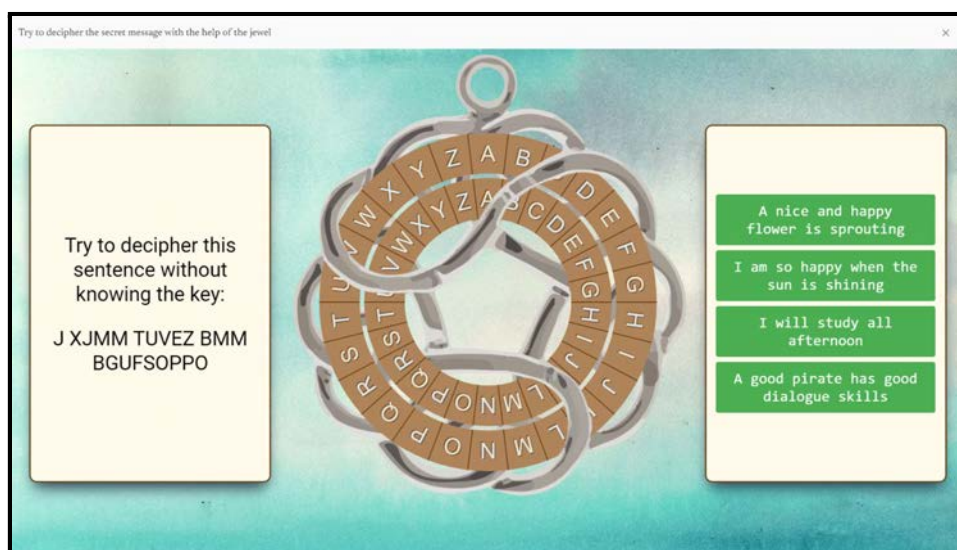 Try to decipher the secret message with the help of the jewel
×
Try to decipher this
sentence without
knowing the key:
J XJMM TUVEZ BMM
BGUFSOPPO
A B D E F G H I J L M N O P Q R S T U V W X Y Z
A B C D E F G H I J L M N O P Q R S T V W X Y Z
A nice and happy
flower is sprouting
I am so happy when the
sun is shining
I will study all
afternoon
A good pirate has good
dialogue skills